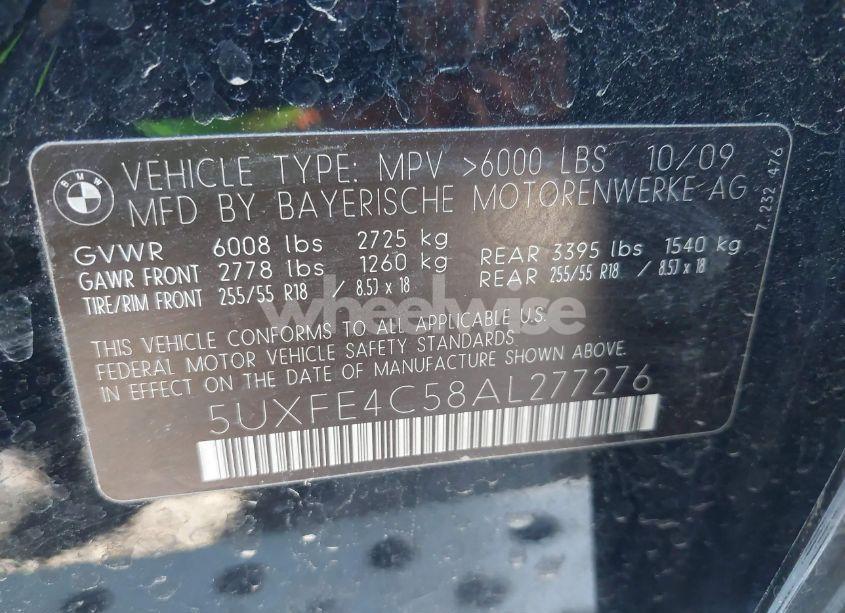 BMW
VEHICLE TYPE: MPV >6000 LBS 10/09
MFD BY BAYERISCHE MOTORENWERKE AG
GVWR 6008 lbs 2725 kg
GAWR FRONT 2778 lbs 1260 kg REAR 3395 lbs 1540 kg
TIRE/RIM FRONT 255/55 R18 / 8.5J x 18 REAR 255/55 R18 / 8.5J x 18
wheelwise
THIS VEHICLE CONFORMS TO ALL APPLICABLE U.S.
FEDERAL MOTOR VEHICLE SAFETY STANDARDS
IN EFFECT ON THE DATE OF MANUFACTURE SHOWN ABOVE.
5UXFE4C58AL277276
7 232 476